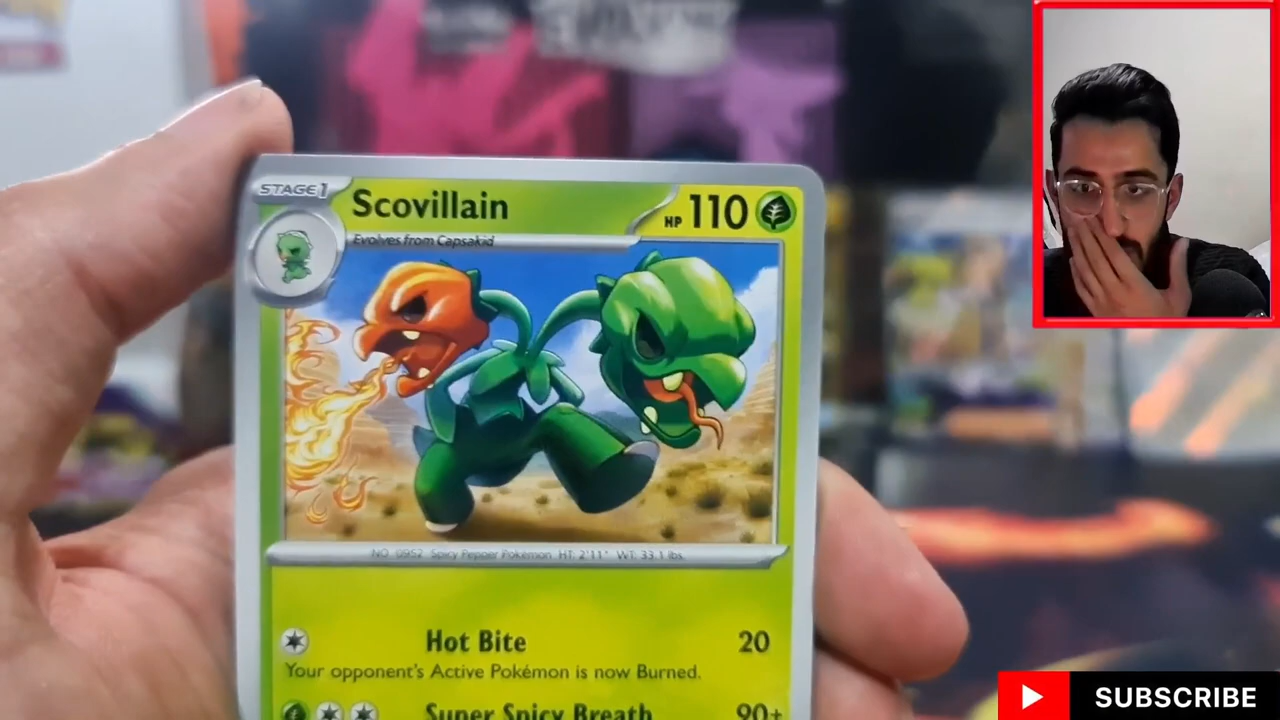 STAGE 1
Scovillain
HP 110
Evolves from Capsakid
NO. 0952 Spicy Pepper Pokémon HT: 2'11" WT: 33.1 lbs.
Hot Bite 20
Your opponent's Active Pokémon is now Burned.
Super Spicy Breath 90+
SUBSCRIBE